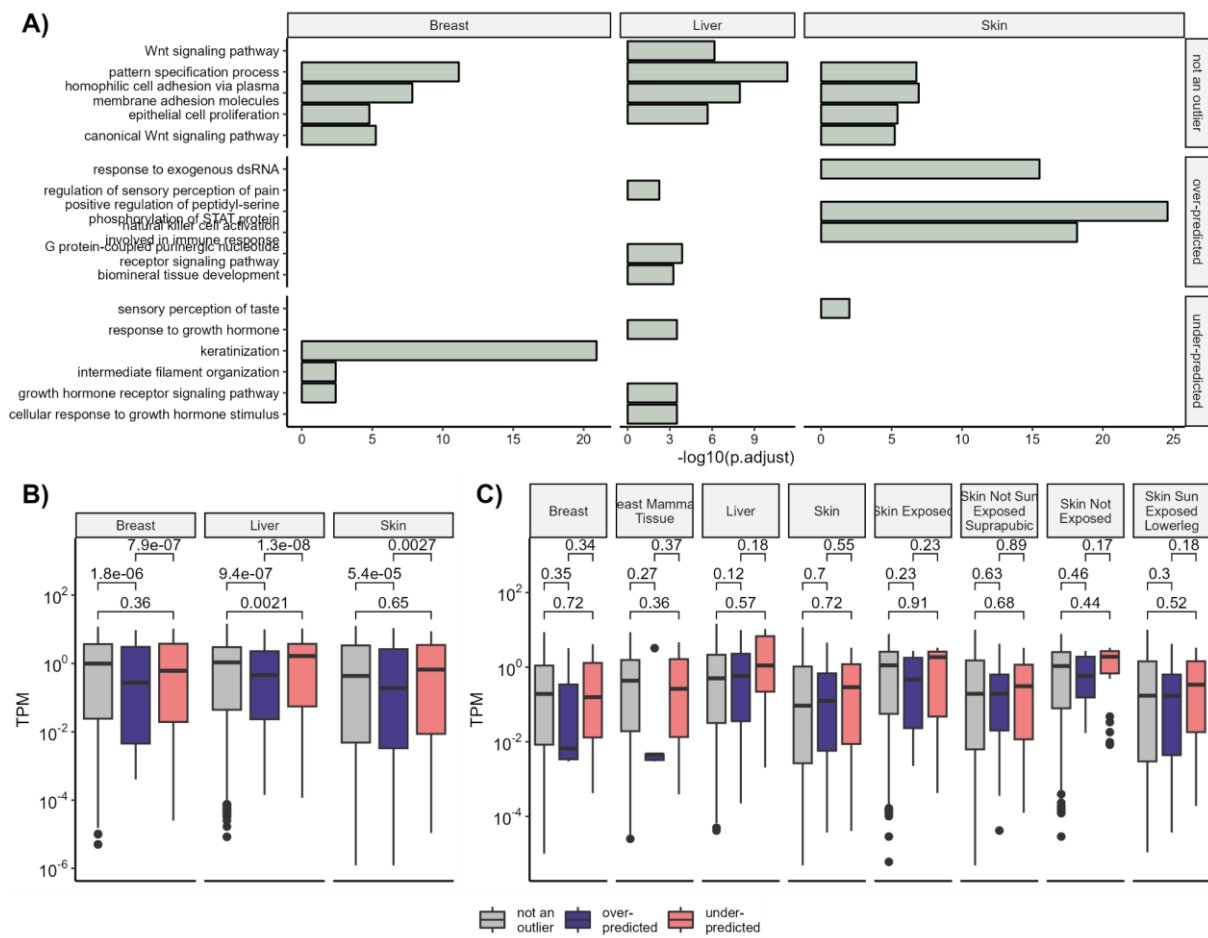 A)
Breast
Liver
Skin
Wnt signaling pathway
pattern specification process
homophilic cell adhesion via plasma
membrane adhesion molecules
epithelial cell proliferation
canonical Wnt signaling pathway
not an outlier
response to exogenous dsRNA
regulation of sensory perception of pain
positive regulation of peptidyl-serine
phosphorylation of STAT protein
natural killer cell activation
involved in immune response
G protein-coupled purinergic nucleotide
receptor signaling pathway
biomineral tissue development
over-predicted
sensory perception of taste
response to growth hormone
keratinization
intermediate filament organization
growth hormone receptor signaling pathway
cellular response to growth hormone stimulus
under-predicted
0 5 10 15 20
0 3 6 9
0 5 10 15 20 25
-log10(p.adjust)
B)
Breast
Liver
Skin
7.9e-07
1.3e-08
0.0027
1.8e-06
9.4e-07
5.4e-05
0.36
0.0021
0.65
TPM
10²
10⁰
10⁻²
10⁻⁴
10⁻⁶
C)
Breast
east Mamma
Tissue
Liver
Skin
Skin Exposed
Skin Not Sun
Exposed
Suprapubic
Skin Not
Exposed
Skin Sun
Exposed
Lowerleg
0.34
0.37
0.18
0.55
0.23
0.89
0.17
0.18
0.35
0.27
0.12
0.7
0.23
0.63
0.46
0.3
0.72
0.36
0.57
0.72
0.91
0.68
0.44
0.52
TPM
10²
10⁰
10⁻²
10⁻⁴
not an
outlier
over-
predicted
under-
predicted